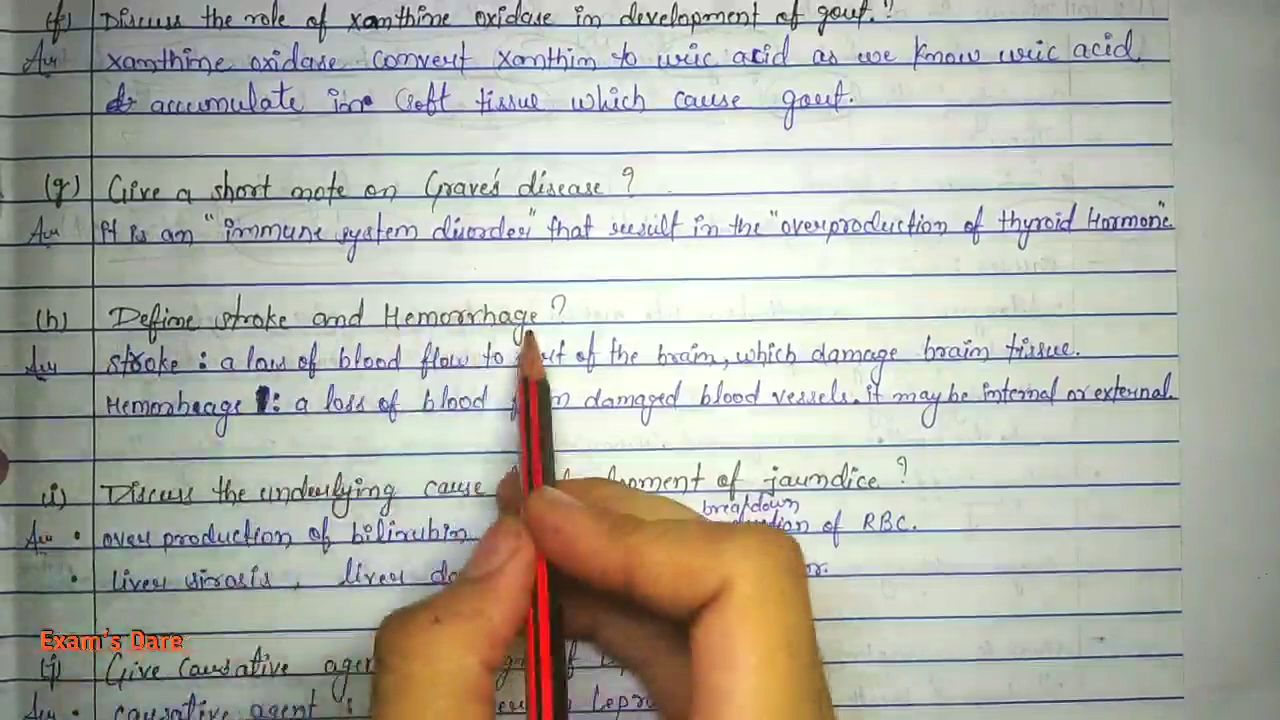 (f) Discuss the role of xanthine oxidase in development of gout.?
Ans xanthine oxidase convert xanthin to uric acid as we know uric acid
accumulate in soft tissue which cause gout.
(g) Give a short note on Grave's disease ?
Ans It is an "immune system disorder" that result in the "overproduction of thyroid Hormone"
(h) Define stroke and Hemorrhage ?
Ans stroke : a loss of blood flow to of the brain, which damage brain tissue.
Hemorrheage : a loss of blood damaged blood vessels. it may be internal or external.
(i) Discuss the underlying cause of jaundice ?
breakdown
Ans • over production of bilirubin of RBC.
• liver sirosis, liver
Exam's Dare
(j) Give causative
Ans causative agent :